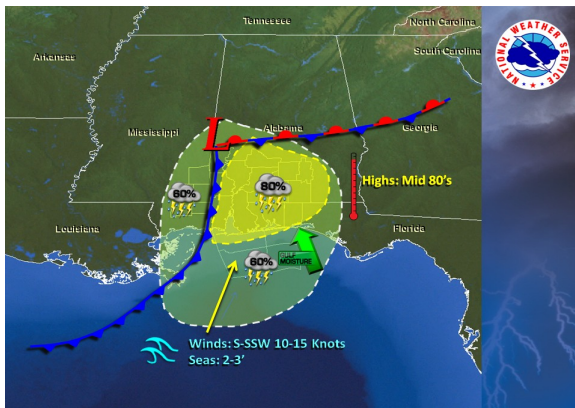 Tennessee
North Carolina
Arkansas
South Carolina
NATIONAL WEATHER SERVICE
L
Mississippi
Alabama
Georgia
60%
80%
Highs: Mid 80's
Louisiana
Florida
60%
MOISTURE
Winds: S-SSW 10-15 Knots
Seas: 2-3'